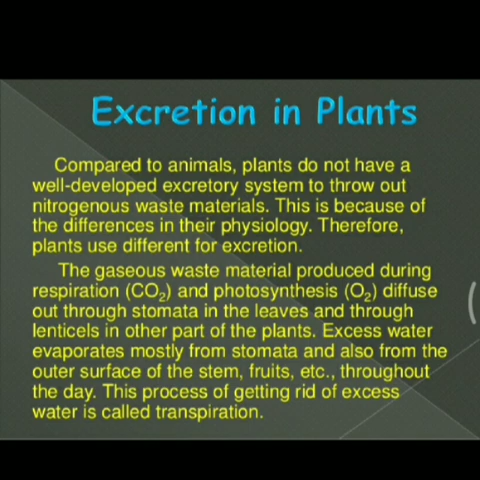 Excretion in Plants
Compared to animals, plants do not have a
well-developed excretory system to throw out
nitrogenous waste materials. This is because of
the differences in their physiology. Therefore,
plants use different for excretion.
The gaseous waste material produced during
respiration (CO₂) and photosynthesis (O₂) diffuse
out through stomata in the leaves and through
lenticels in other part of the plants. Excess water
evaporates mostly from stomata and also from the
outer surface of the stem, fruits, etc., throughout
the day. This process of getting rid of excess
water is called transpiration.